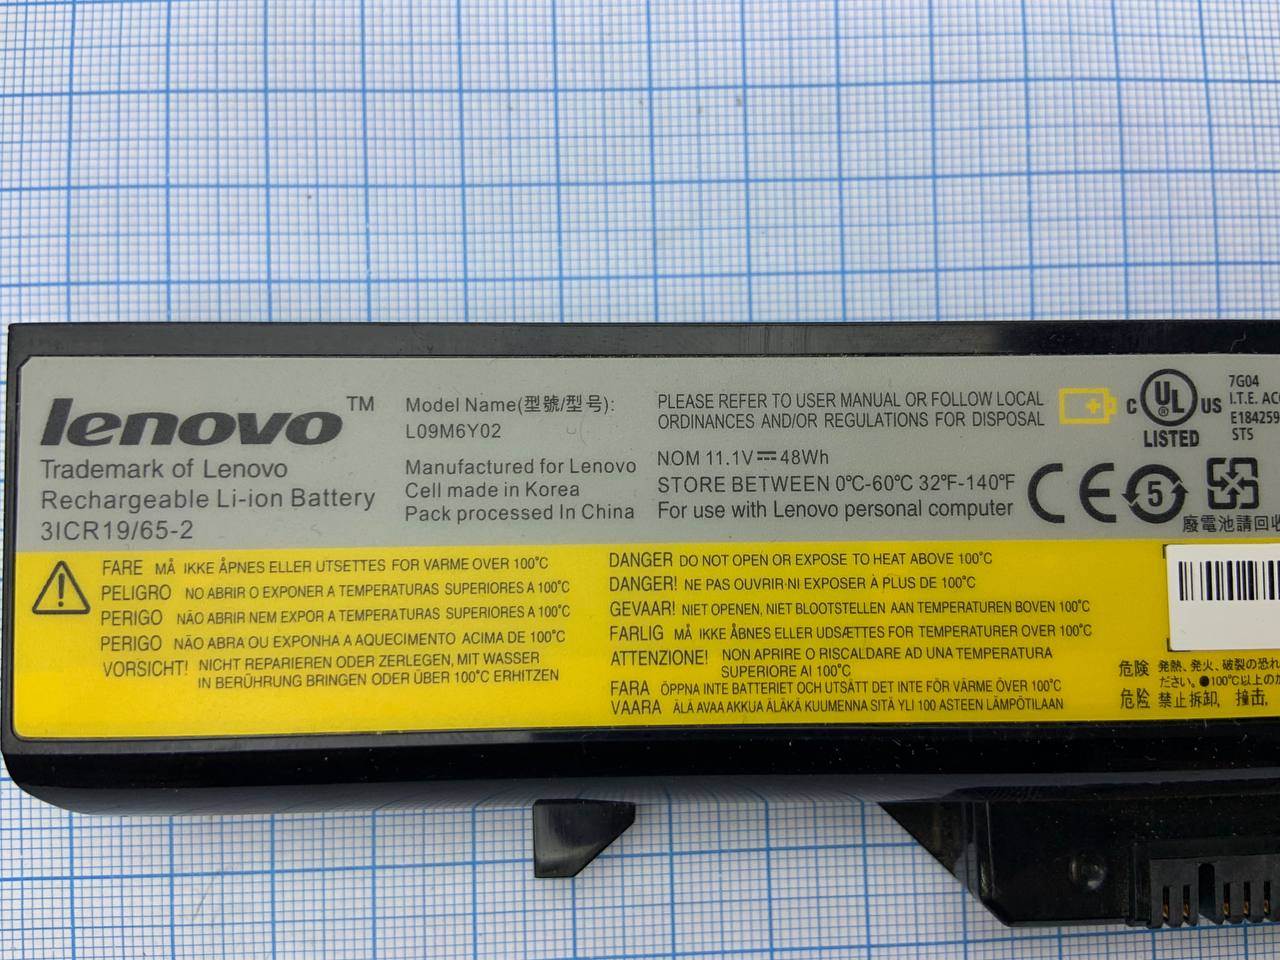 lenovo™
Trademark of Lenovo
Rechargeable Li-ion Battery
3ICR19/65-2
Model Name(型號/型号):
L09M6Y02
Manufactured for Lenovo
Cell made in Korea
Pack processed In China
PLEASE REFER TO USER MANUAL OR FOLLOW LOCAL
ORDINANCES AND/OR REGULATIONS FOR DISPOSAL
NOM 11.1V⎓48Wh
STORE BETWEEN 0°C-60°C 32°F-140°F
For use with Lenovo personal computer
C UL US
LISTED
7G04
I.T.E. ACC
E184259
STS
CE
5
廢電池請回收
FARE MÅ IKKE ÅPNES ELLER UTSETTES FOR VARME OVER 100°C
PELIGRO NO ABRIR O EXPONER A TEMPERATURAS SUPERIORES A 100°C
PERIGO NÃO ABRIR NEM EXPOR A TEMPERATURAS SUPERIORES A 100°C
PERIGO NÃO ABRA OU EXPONHA A AQUECIMENTO ACIMA DE 100°C
VORSICHT! NICHT REPARIEREN ODER ZERLEGEN, MIT WASSER
IN BERÜHRUNG BRINGEN ODER ÜBER 100°C ERHITZEN
DANGER DO NOT OPEN OR EXPOSE TO HEAT ABOVE 100°C
DANGER! NE PAS OUVRIR NI EXPOSER À PLUS DE 100°C
GEVAAR! NIET OPENEN, NIET BLOOTSTELLEN AAN TEMPERATUREN BOVEN 100°C
FARLIG MÅ IKKE ÅBNES ELLER UDSÆTTES FOR TEMPERATURER OVER 100°C
ATTENZIONE! NON APRIRE O RISCALDARE AD UNA TEMPERATURA
SUPERIORE AI 100°C
FARA ÖPPNA INTE BATTERIET OCH UTSÄTT DET INTE FÖR VÄRME ÖVER 100°C
VAARA ÄLÄ AVAA AKKUA ÄLÄKÄ KUUMENNA SITÄ YLI 100 ASTEEN LÄMPÖTILAAN
危険 発熱、発火、破裂の恐れ
ださい。●100°C以上の
危险 禁止拆卸, 撞击,